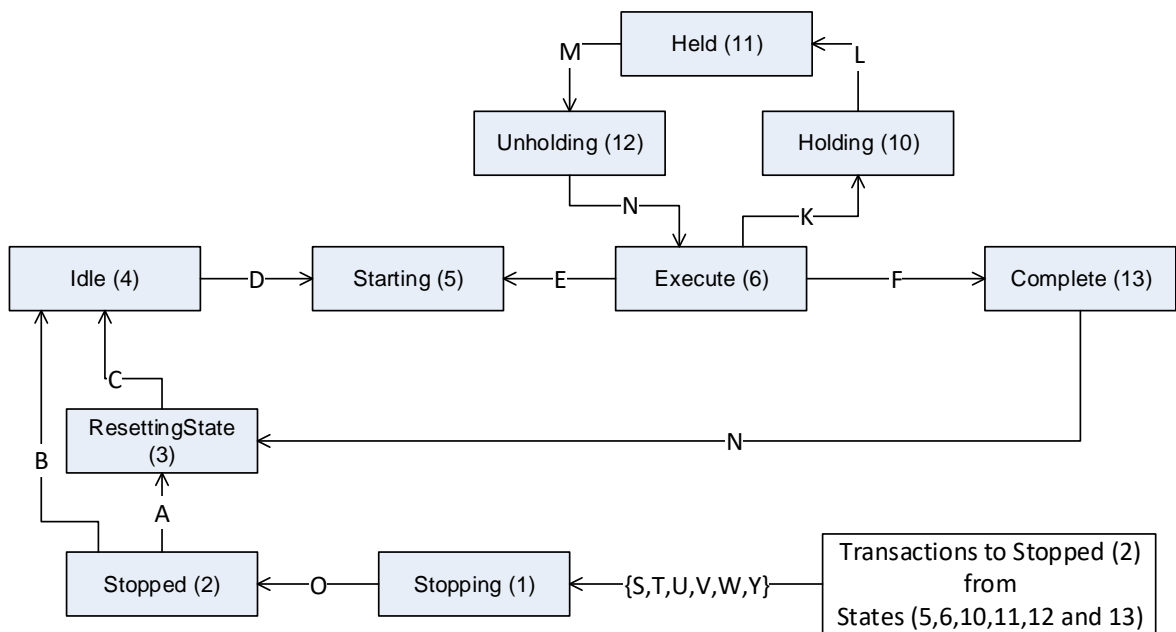 Held (11)
M
L
Unholding (12)
Holding (10)
N
K
Idle (4)
D
Starting (5)
E
Execute (6)
F
Complete (13)
C
ResettingState
(3)
N
B
A
Stopped (2)
O
Stopping (1)
{S,T,U,V,W,Y}
Transactions to Stopped (2)
from
States (5,6,10,11,12 and 13)